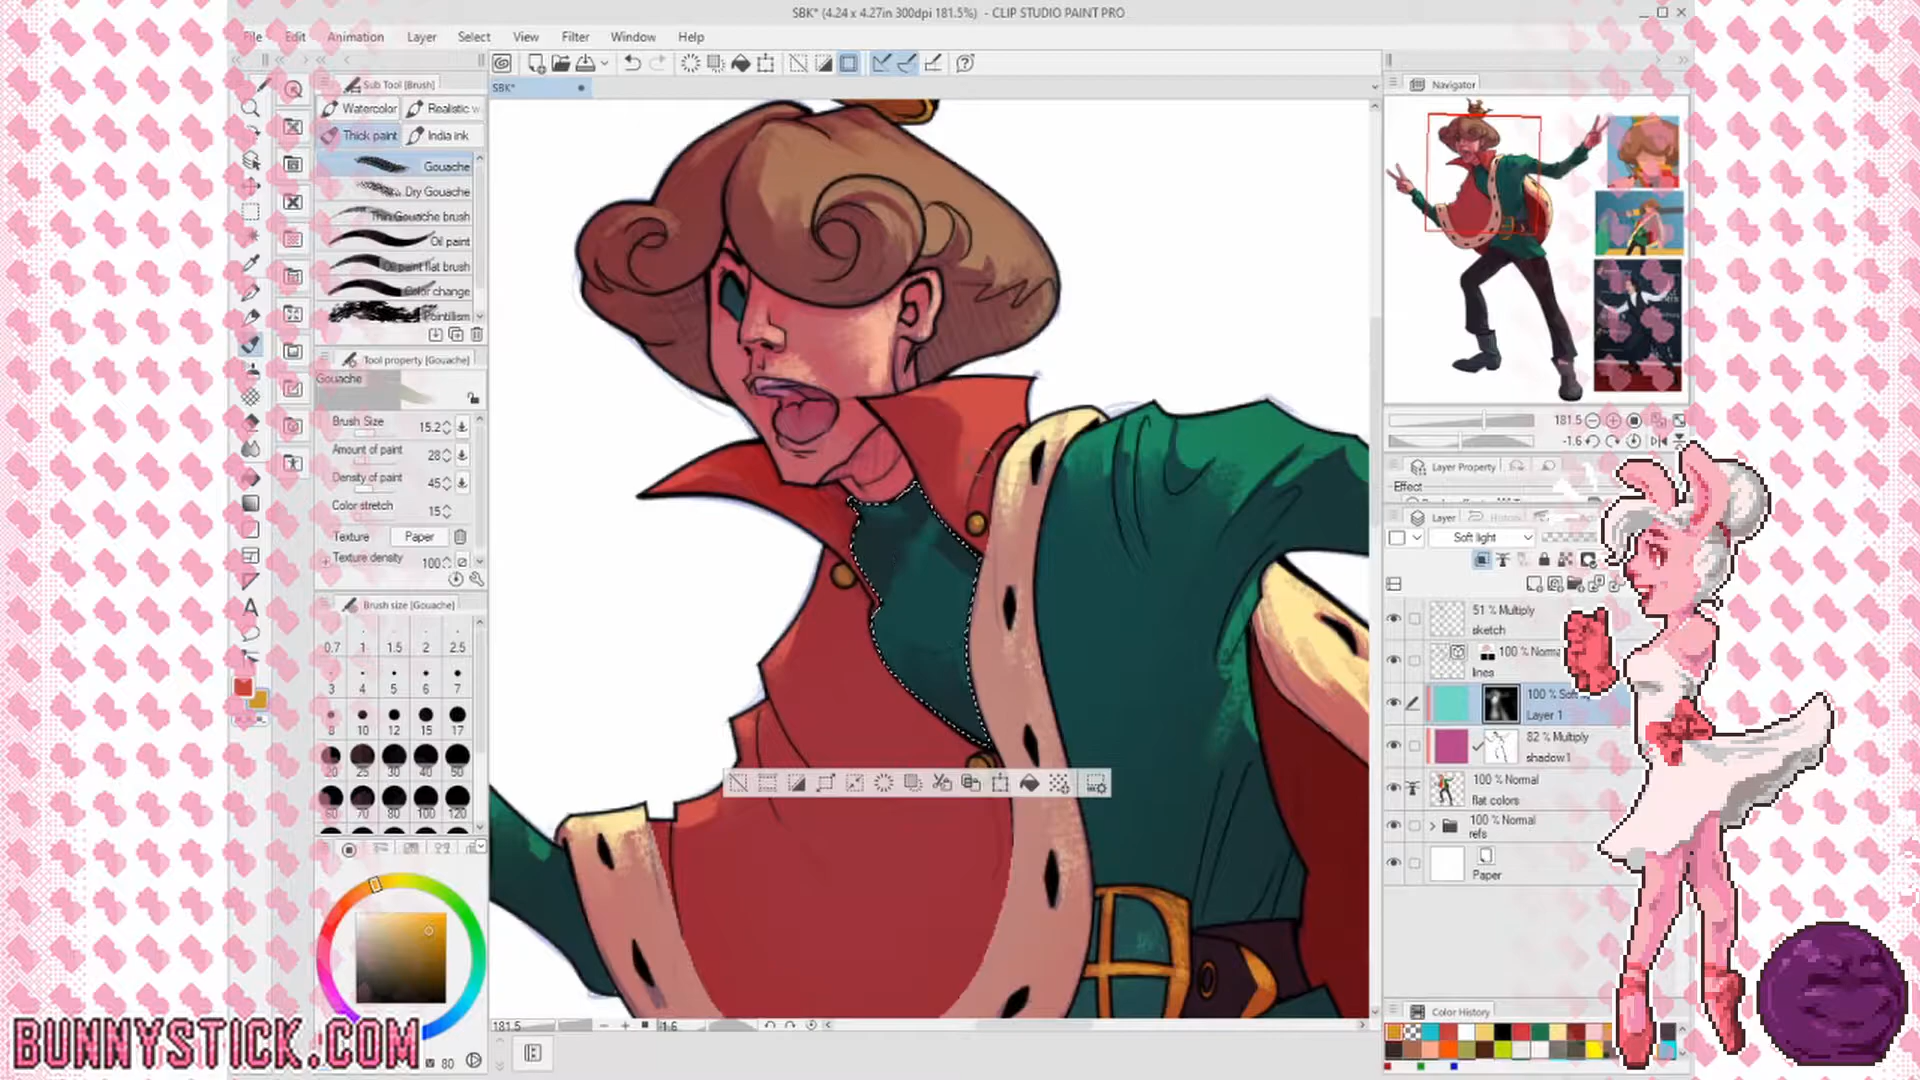 SBK* (4.24 x 4.27in 300dpi 181.5%) - CLIP STUDIO PAINT PRO
File Edit Animation Layer Select View Filter Window Help
Sub Tool [Brush]
Watercolor Realistic w
Thick paint India ink
Gouache
Dry Gouache
Thin Gouache brush
Oil paint
Oil paint flat brush
Color change
Pointillism
Tool property [Gouache]
Gouache
Brush Size 15.2
Amount of paint 28
Density of paint 45
Color stretch 15
Texture Paper
Texture density 100
Brush size [Gouache]
0.7 1 1.5 2 2.5
3 4 5 6 7
8 10 12 15 17
20 25 30 40 50
60 70 80 100 120
80
SBK*
181.5 -1.6
Navigator
181.5
-1.6
Layer Property
Effect
Layer History
Soft light
51 % Multiply
sketch
100 % Norma
lines
100 % Soft
Layer 1
82 % Multiply
shadow1
100 % Normal
flat colors
100 % Normal
refs
Paper
Color History
BUNNYSTICK.COM